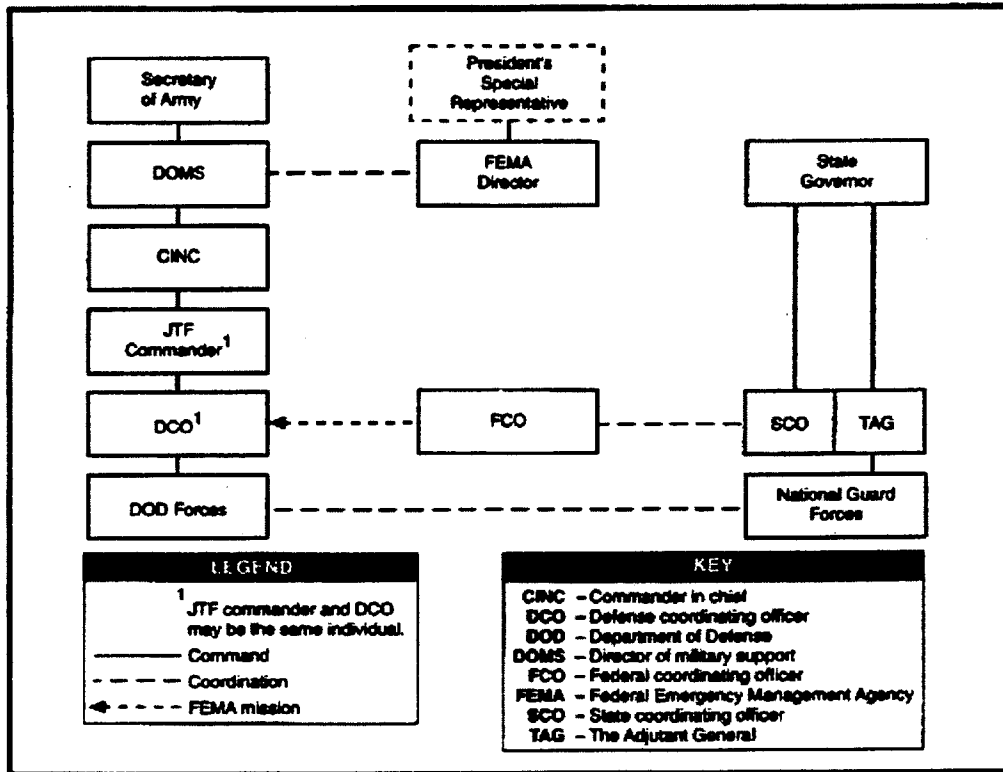 Secretary
of Army
President's
Special
Representative
DOMS
FEMA
Director
State
Governor
CINC
JTF
Commander1
DCO1
FCO
SCO
TAG
DOD Forces
National Guard
Forces
LEGEND
1
JTF commander and DCO
may be the same individual.
Command
Coordination
FEMA mission
KEY
CINC – Commander in chief
DCO – Defense coordinating officer
DOD – Department of Defense
DOMS – Director of military support
FCO – Federal coordinating officer
FEMA – Federal Emergency Management Agency
SCO – State coordinating officer
TAG – The Adjutant General